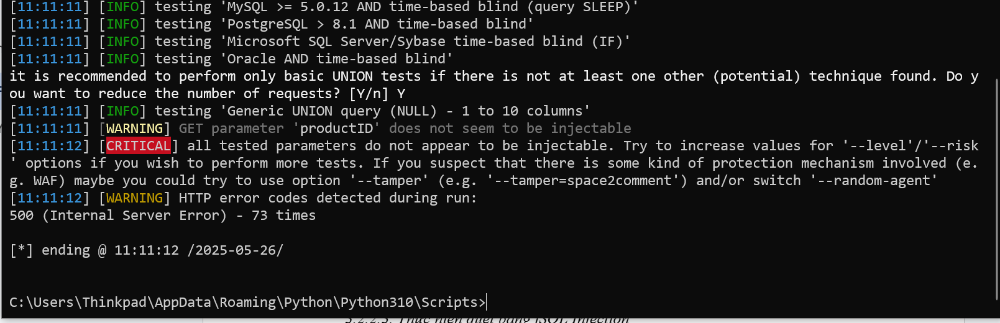 [11:11:11] [INFO] testing 'MySQL >= 5.0.12 AND time-based blind (query SLEEP)'
[11:11:11] [INFO] testing 'PostgreSQL > 8.1 AND time-based blind'
[11:11:11] [INFO] testing 'Microsoft SQL Server/Sybase time-based blind (IF)'
[11:11:11] [INFO] testing 'Oracle AND time-based blind'
it is recommended to perform only basic UNION tests if there is not at least one other (potential) technique found. Do y
ou want to reduce the number of requests? [Y/n] Y
[11:11:11] [INFO] testing 'Generic UNION query (NULL) - 1 to 10 columns'
[11:11:11] [WARNING] GET parameter 'productID' does not seem to be injectable
[11:11:12] [CRITICAL] all tested parameters do not appear to be injectable. Try to increase values for '--level'/'--risk
' options if you wish to perform more tests. If you suspect that there is some kind of protection mechanism involved (e.
g. WAF) maybe you could try to use option '--tamper' (e.g. '--tamper=space2comment') and/or switch '--random-agent'
[11:11:12] [WARNING] HTTP error codes detected during run:
500 (Internal Server Error) - 73 times
[*] ending @ 11:11:12 /2025-05-26/
C:\Users\Thinkpad\AppData\Roaming\Python\Python310\Scripts>